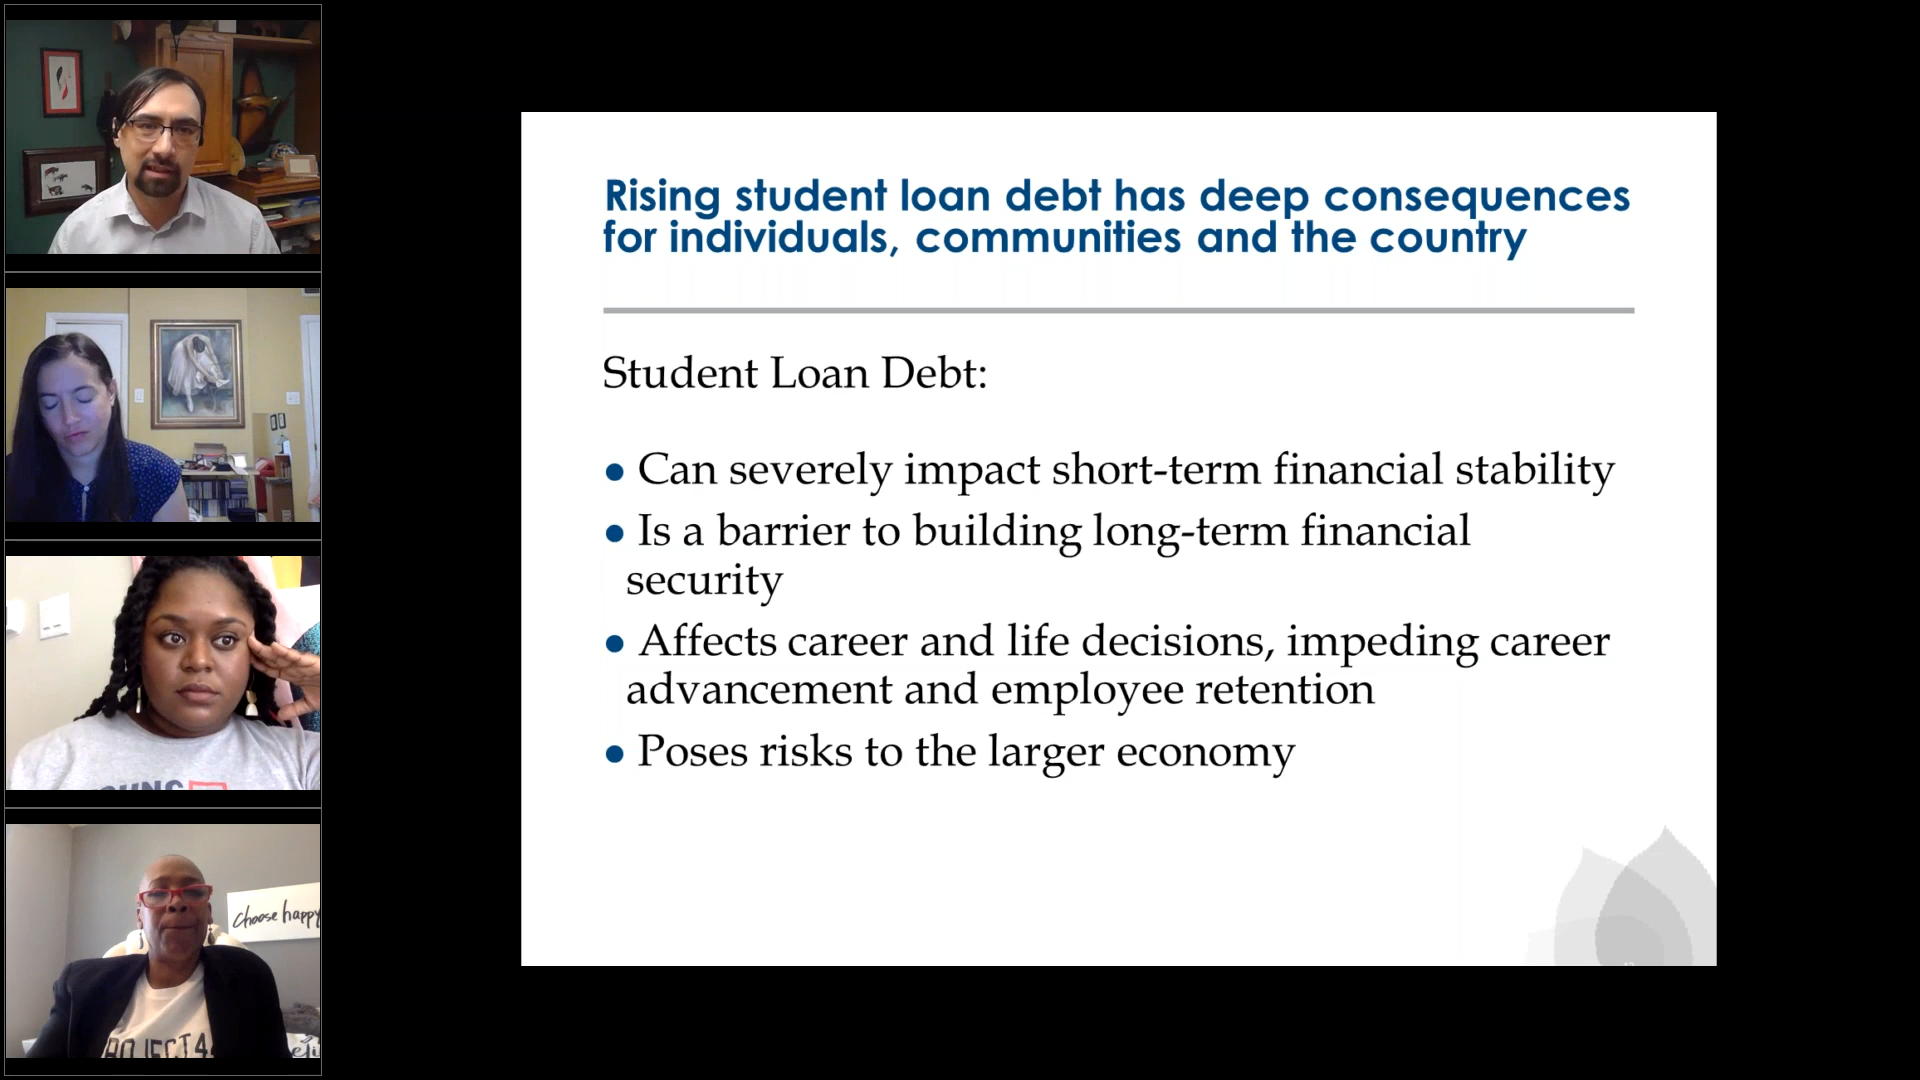 Rising student loan debt has deep consequences
for individuals, communities and the country
Student Loan Debt:
• Can severely impact short-term financial stability
• Is a barrier to building long-term financial
security
• Affects career and life decisions, impeding career
advancement and employee retention
• Poses risks to the larger economy
choose happy